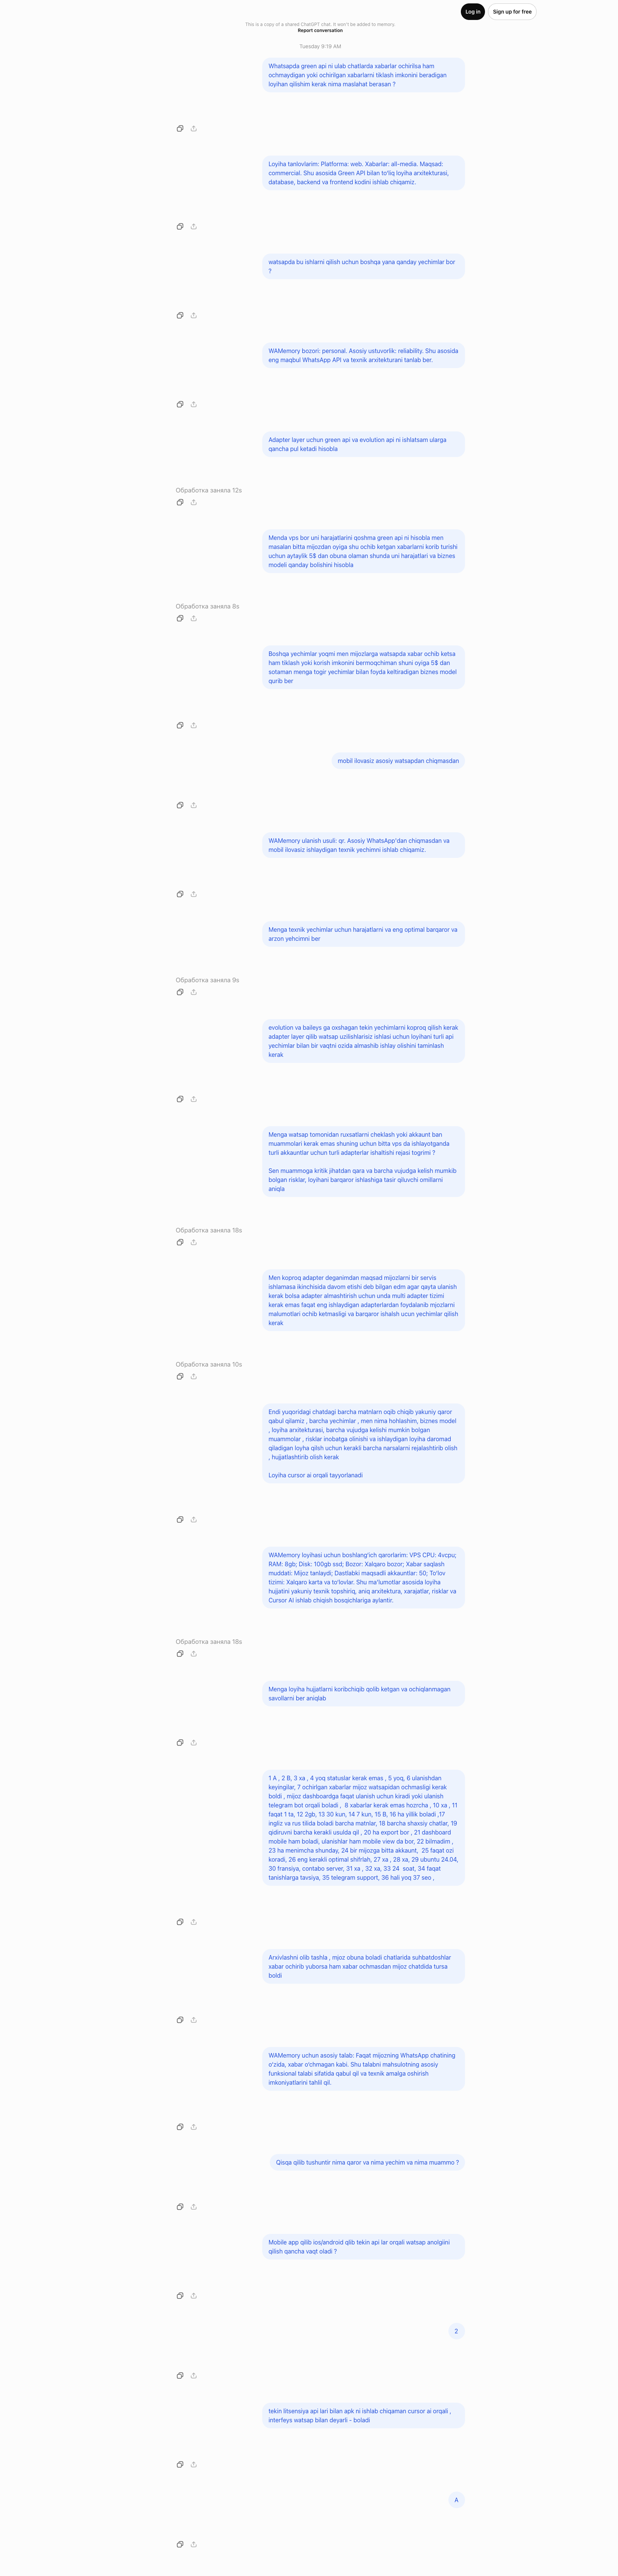 Log in
Sign up for free
This is a copy of a shared ChatGPT chat. It won't be added to memory.
Report conversation
Tuesday 9:19 AM
Whatsapda green api ni ulab chatlarda xabarlar ochirilsa ham
ochmaydigan yoki ochirilgan xabarlarni tiklash imkonini beradigan
loyihan qilishim kerak nima maslahat berasan ?
Loyiha tanlovlarim: Platforma: web. Xabarlar: all-media. Maqsad:
commercial. Shu asosida Green API bilan to'liq loyiha arxitekturasi,
database, backend va frontend kodini ishlab chiqamiz.
watsapda bu ishlarni qilish uchun boshqa yana qanday yechimlar bor
?
WAMemory bozori: personal. Asosiy ustuvorlik: reliability. Shu asosida
eng maqbul WhatsApp API va texnik arxitekturani tanlab ber.
Adapter layer uchun green api va evolution api ni ishlatsam ularga
qancha pul ketadi hisobla
Обработка заняла 12s
Menda vps bor uni harajatlarini qoshma green api ni hisobla men
masalan bitta mijozdan oyiga shu ochib ketgan xabarlarni korib turishi
uchun aytaylik 5$ dan obuna olaman shunda uni harajatlari va biznes
modeli qanday bolishini hisobla
Обработка заняла 8s
Boshqa yechimlar yoqmi men mijozlarga watsapda xabar ochib ketsa
ham tiklash yoki korish imkonini bermoqchiman shuni oyiga 5$ dan
sotaman menga togir yechimlar bilan foyda keltiradigan biznes model
qurib ber
mobil ilovasiz asosiy watsapdan chiqmasdan
WAMemory ulanish usuli: qr. Asosiy WhatsApp'dan chiqmasdan va
mobil ilovasiz ishlaydigan texnik yechimni ishlab chiqamiz.
Menga texnik yechimlar uchun harajatlarni va eng optimal barqaror va
arzon yehcimni ber
Обработка заняла 9s
evolution va baileys ga oxshagan tekin yechimlarni koproq qilish kerak
adapter layer qilib watsap uzilishlarisiz ishlasi uchun loyihani turli api
yechimlar bilan bir vaqtni ozida almashib ishlay olishini taminlash
kerak
Menga watsap tomonidan ruxsatlarni cheklash yoki akkaunt ban
muammolari kerak emas shuning uchun bitta vps da ishlayotganda
turli akkauntlar uchun turli adapterlar ishaltishi rejasi togrimi ?
Sen muammoga kritik jihatdan qara va barcha vujudga kelish mumkib
bolgan risklar, loyihani barqaror ishlashiga tasir qiluvchi omillarni
aniqla
Обработка заняла 18s
Men koproq adapter deganimdan maqsad mijozlarni bir servis
ishlamasa ikinchisida davom etishi deb bilgan edm agar qayta ulanish
kerak bolsa adapter almashtirish uchun unda multi adapter tizimi
kerak emas faqat eng ishlaydigan adapterlardan foydalanib mjozlarni
malumotlari ochib ketmasligi va barqaror ishalsh ucun yechimlar qilish
kerak
Обработка заняла 10s
Endi yuqoridagi chatdagi barcha matnlarn oqib chiqib yakuniy qaror
qabul qilamiz , barcha yechimlar , men nima hohlashim, biznes model
, loyiha arxitekturasi, barcha vujudga kelishi mumkin bolgan
muammolar , risklar inobatga olinishi va ishlaydigan loyiha daromad
qiladigan loyha qilsh uchun kerakli barcha narsalarni rejalashtirib olish
, hujjatlashtirib olish kerak
Loyiha cursor ai orqali tayyorlanadi
WAMemory loyihasi uchun boshlang'ich qarorlarim: VPS CPU: 4vcpu;
RAM: 8gb; Disk: 100gb ssd; Bozor: Xalqaro bozor; Xabar saqlash
muddati: Mijoz tanlaydi; Dastlabki maqsadli akkauntlar: 50; To'lov
tizimi: Xalqaro karta va to'lovlar. Shu ma'lumotlar asosida loyiha
hujjatini yakuniy texnik topshiriq, aniq arxitektura, xarajatlar, risklar va
Cursor AI ishlab chiqish bosqichlariga aylantir.
Обработка заняла 18s
Menga loyiha hujjatlarni koribchiqib qolib ketgan va ochiqlanmagan
savollarni ber aniqlab
1 A , 2 B, 3 xa , 4 yoq statuslar kerak emas , 5 yoq, 6 ulanishdan
keyingilar, 7 ochirlgan xabarlar mijoz watsapidan ochmasligi kerak
boldi , mijoz dashboardga faqat ulanish uchun kiradi yoki ulanish
telegram bot orqali boladi ,  8 xabarlar kerak emas hozrcha , 10 xa , 11
faqat 1 ta, 12 2gb, 13 30 kun, 14 7 kun, 15 B, 16 ha yillik boladi ,17
ingliz va rus tilida boladi barcha matnlar, 18 barcha shaxsiy chatlar, 19
qidiruvni barcha kerakli usulda qil , 20 ha export bor , 21 dashboard
mobile ham boladi, ulanishlar ham mobile view da bor, 22 bilmadim ,
23 ha menimcha shunday, 24 bir mijozga bitta akkaunt,  25 faqat ozi
koradi, 26 eng kerakli optimal shifrlah, 27 xa , 28 xa, 29 ubuntu 24.04,
30 fransiya, contabo server, 31 xa , 32 xa, 33 24  soat, 34 faqat
tanishlarga tavsiya, 35 telegram support, 36 hali yoq 37 seo ,
Arxivlashni olib tashla , mjoz obuna boladi chatlarida suhbatdoshlar
xabar ochirib yuborsa ham xabar ochmasdan mijoz chatdida tursa
boldi
WAMemory uchun asosiy talab: Faqat mijozning WhatsApp chatining
o'zida, xabar o'chmagan kabi. Shu talabni mahsulotning asosiy
funksional talabi sifatida qabul qil va texnik amalga oshirish
imkoniyatlarini tahlil qil.
Qisqa qilib tushuntir nima qaror va nima yechim va nima muammo ?
Mobile app qilib ios/android qlib tekin api lar orqali watsap anolgiini
qilish qancha vaqt oladi ?
2
tekin litsensiya api lari bilan apk ni ishlab chiqaman cursor ai orqali ,
interfeys watsap bilan deyarli - boladi
A